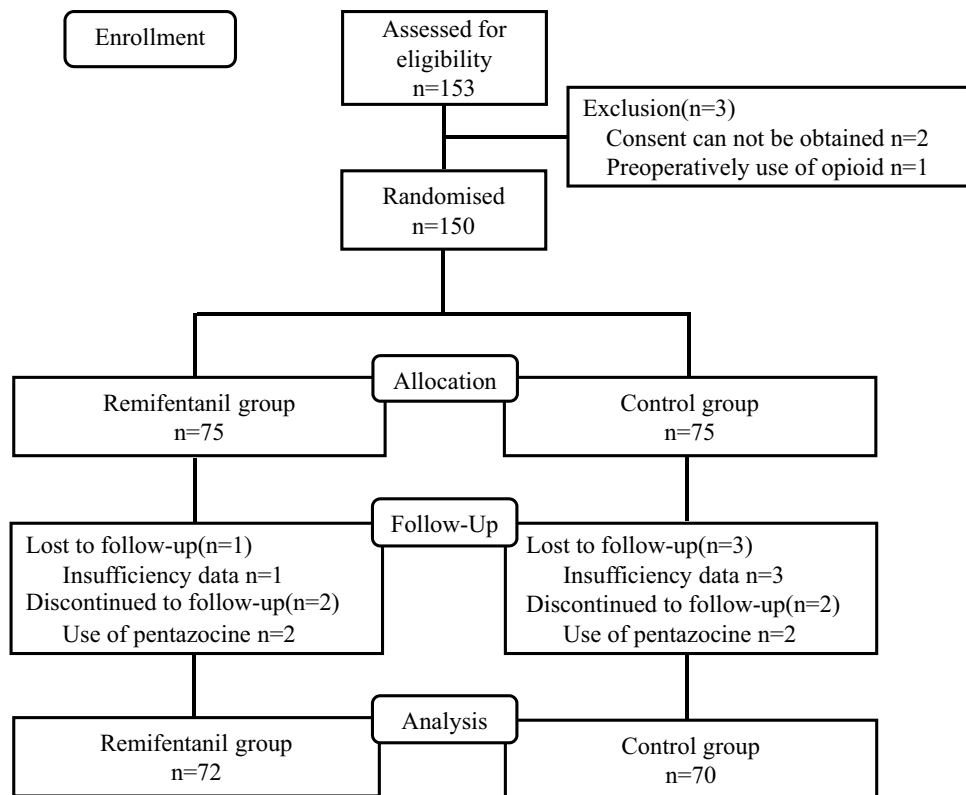 Enrollment
Assessed for
eligibility
n=153
Exclusion(n=3)
Consent can not be obtained n=2
Preoperatively use of opioid n=1
Randomised
n=150
Allocation
Remifentanil group
n=75
Control group
n=75
Follow-Up
Lost to follow-up(n=1)
Insufficiency data n=1
Discontinued to follow-up(n=2)
Use of pentazocine n=2
Lost to follow-up(n=3)
Insufficiency data n=3
Discontinued to follow-up(n=2)
Use of pentazocine n=2
Analysis
Remifentanil group
n=72
Control group
n=70